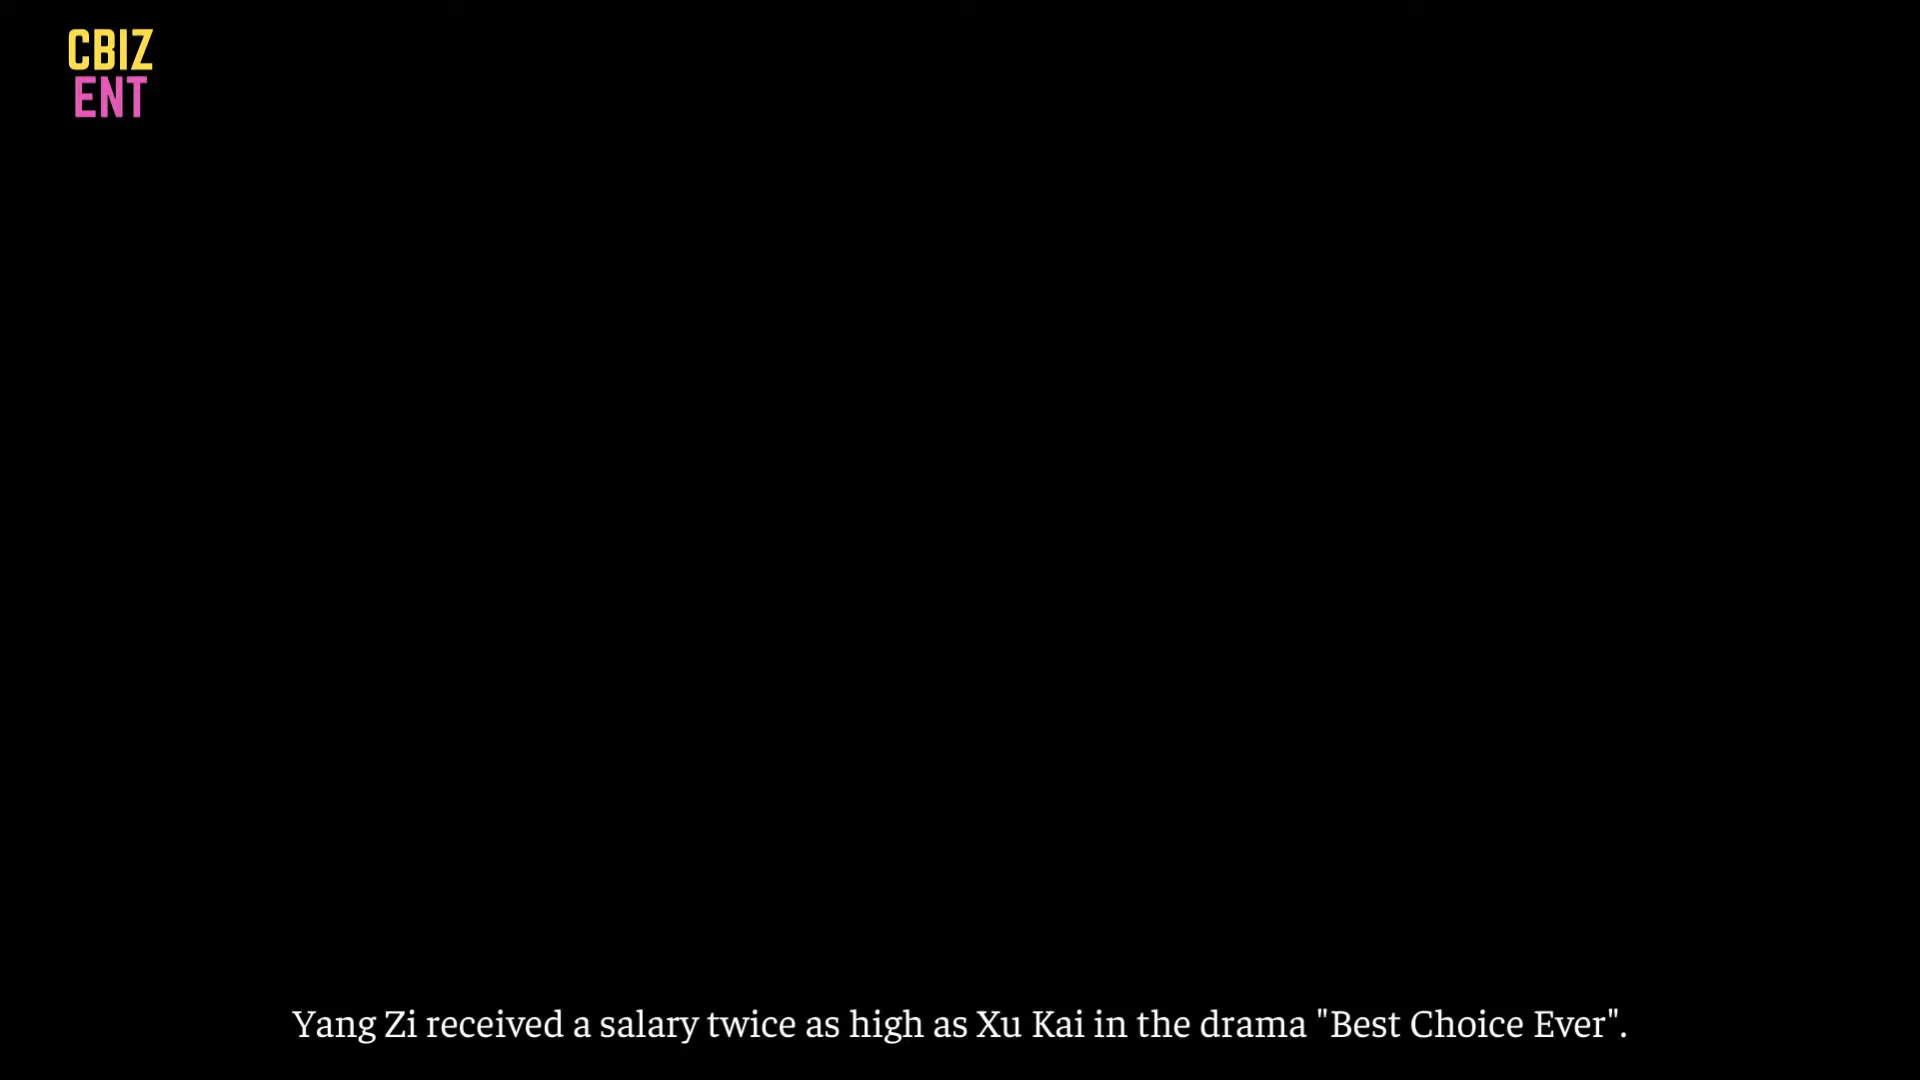 CBIZ
ENT
Yang Zi received a salary twice as high as Xu Kai in the drama "Best Choice Ever".